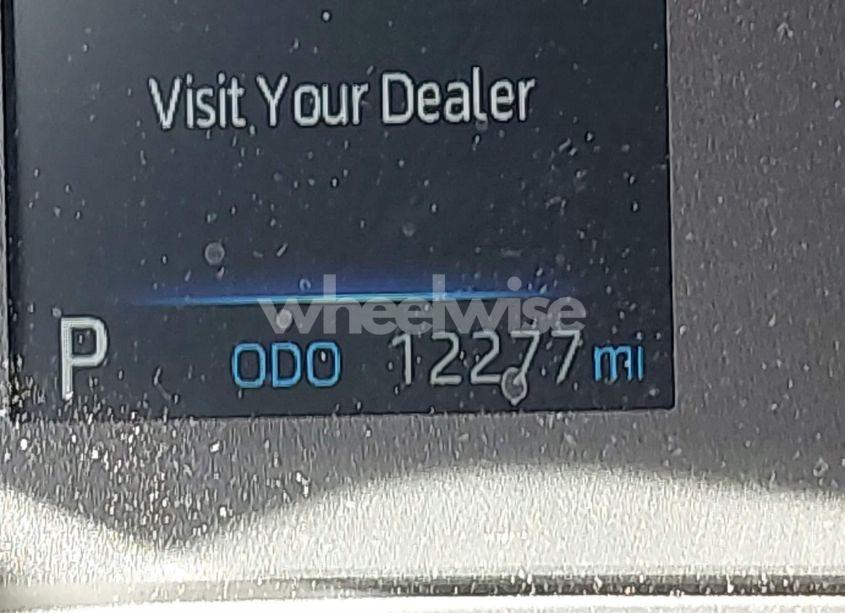 Visit Your Dealer
wheelwise
P ODO 12277 mi